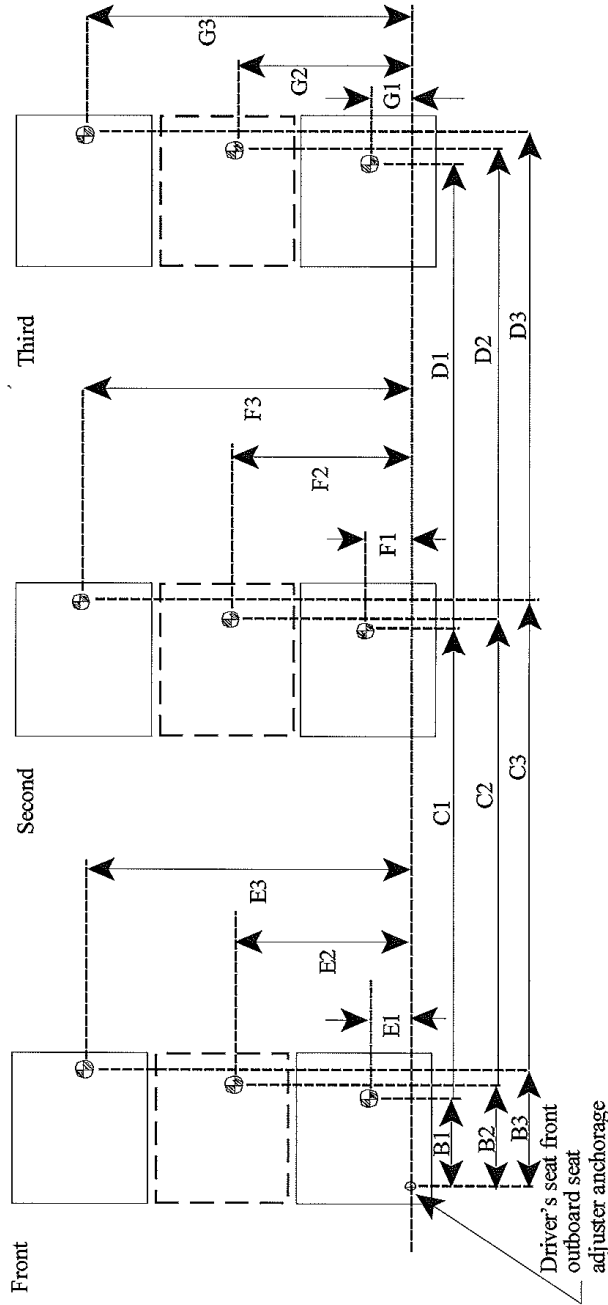 Front
Second
Third
E3
E2
E1
F3
F2
F1
G3
G2
G1
B1
C1
D1
B2
C2
D2
B3
C3
D3
Driver's seat front
outboard seat
adjuster anchorage